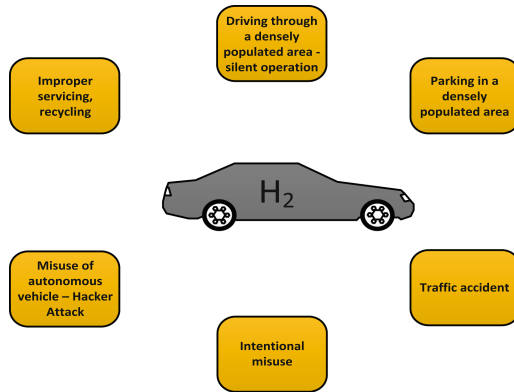 Driving through
a densely
populated area -
silent operation
Improper
servicing,
recycling
Parking in a
densely
populated area
H₂
Misuse of
autonomous
vehicle – Hacker
Attack
Traffic accident
Intentional
misuse